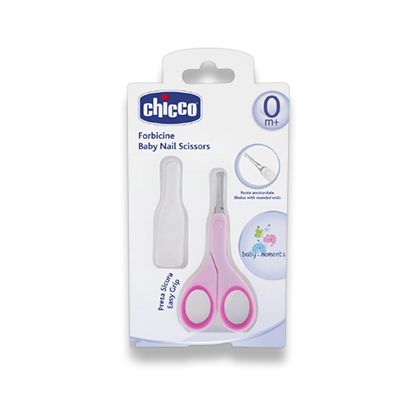 chicco
0
m+
Forbicine
Baby Nail Scissors
Punte arrotondate
Blades with rounded ends
baby moments
Presa Sicura
Easy Grip